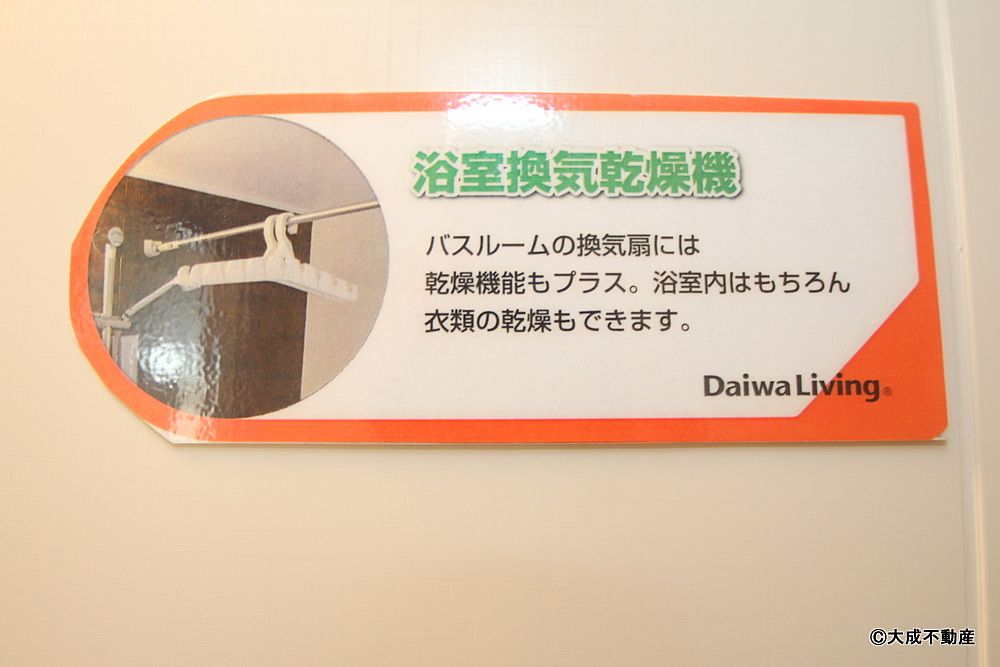 浴室換気乾燥機
バスルームの換気扇には
乾燥機能もプラス。浴室内はもちろん
衣類の乾燥もできます。
Daiwa Living®
©大成不動産